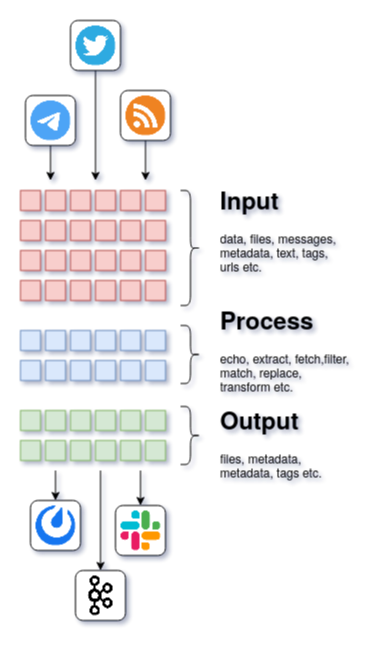 Input
data, files, messages,
metadata, text, tags,
urls etc.
Process
echo, extract, fetch,filter,
match, replace,
transform etc.
Output
files, metadata,
metadata, tags etc.